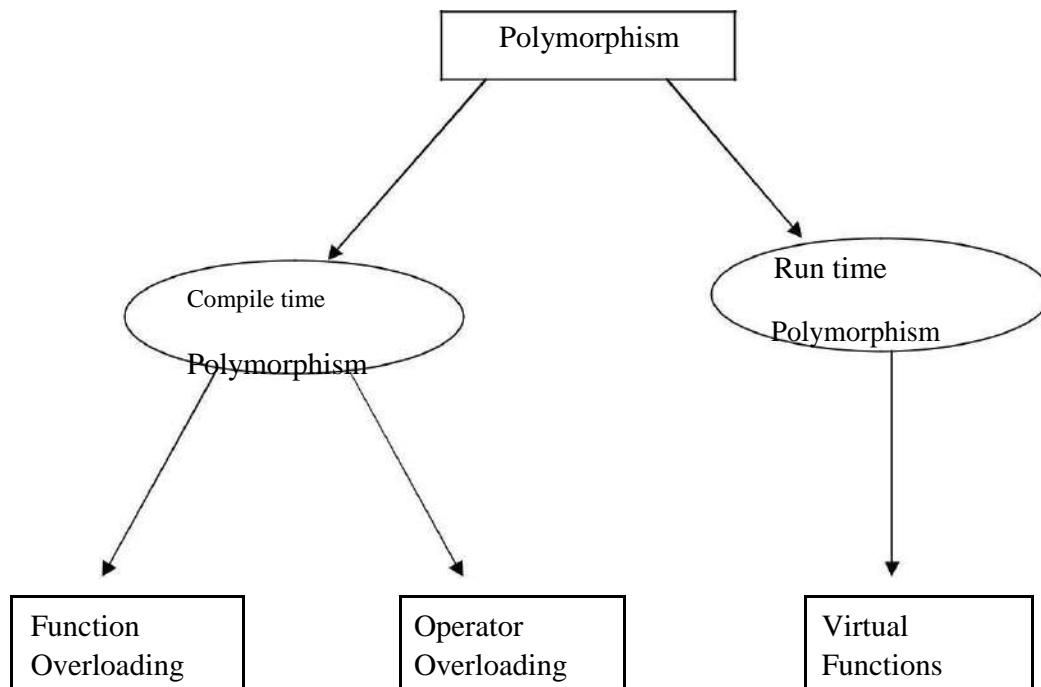 Polymorphism
Compile time
Polymorphism
Run time
Polymorphism
Function
Overloading
Operator
Overloading
Virtual
Functions